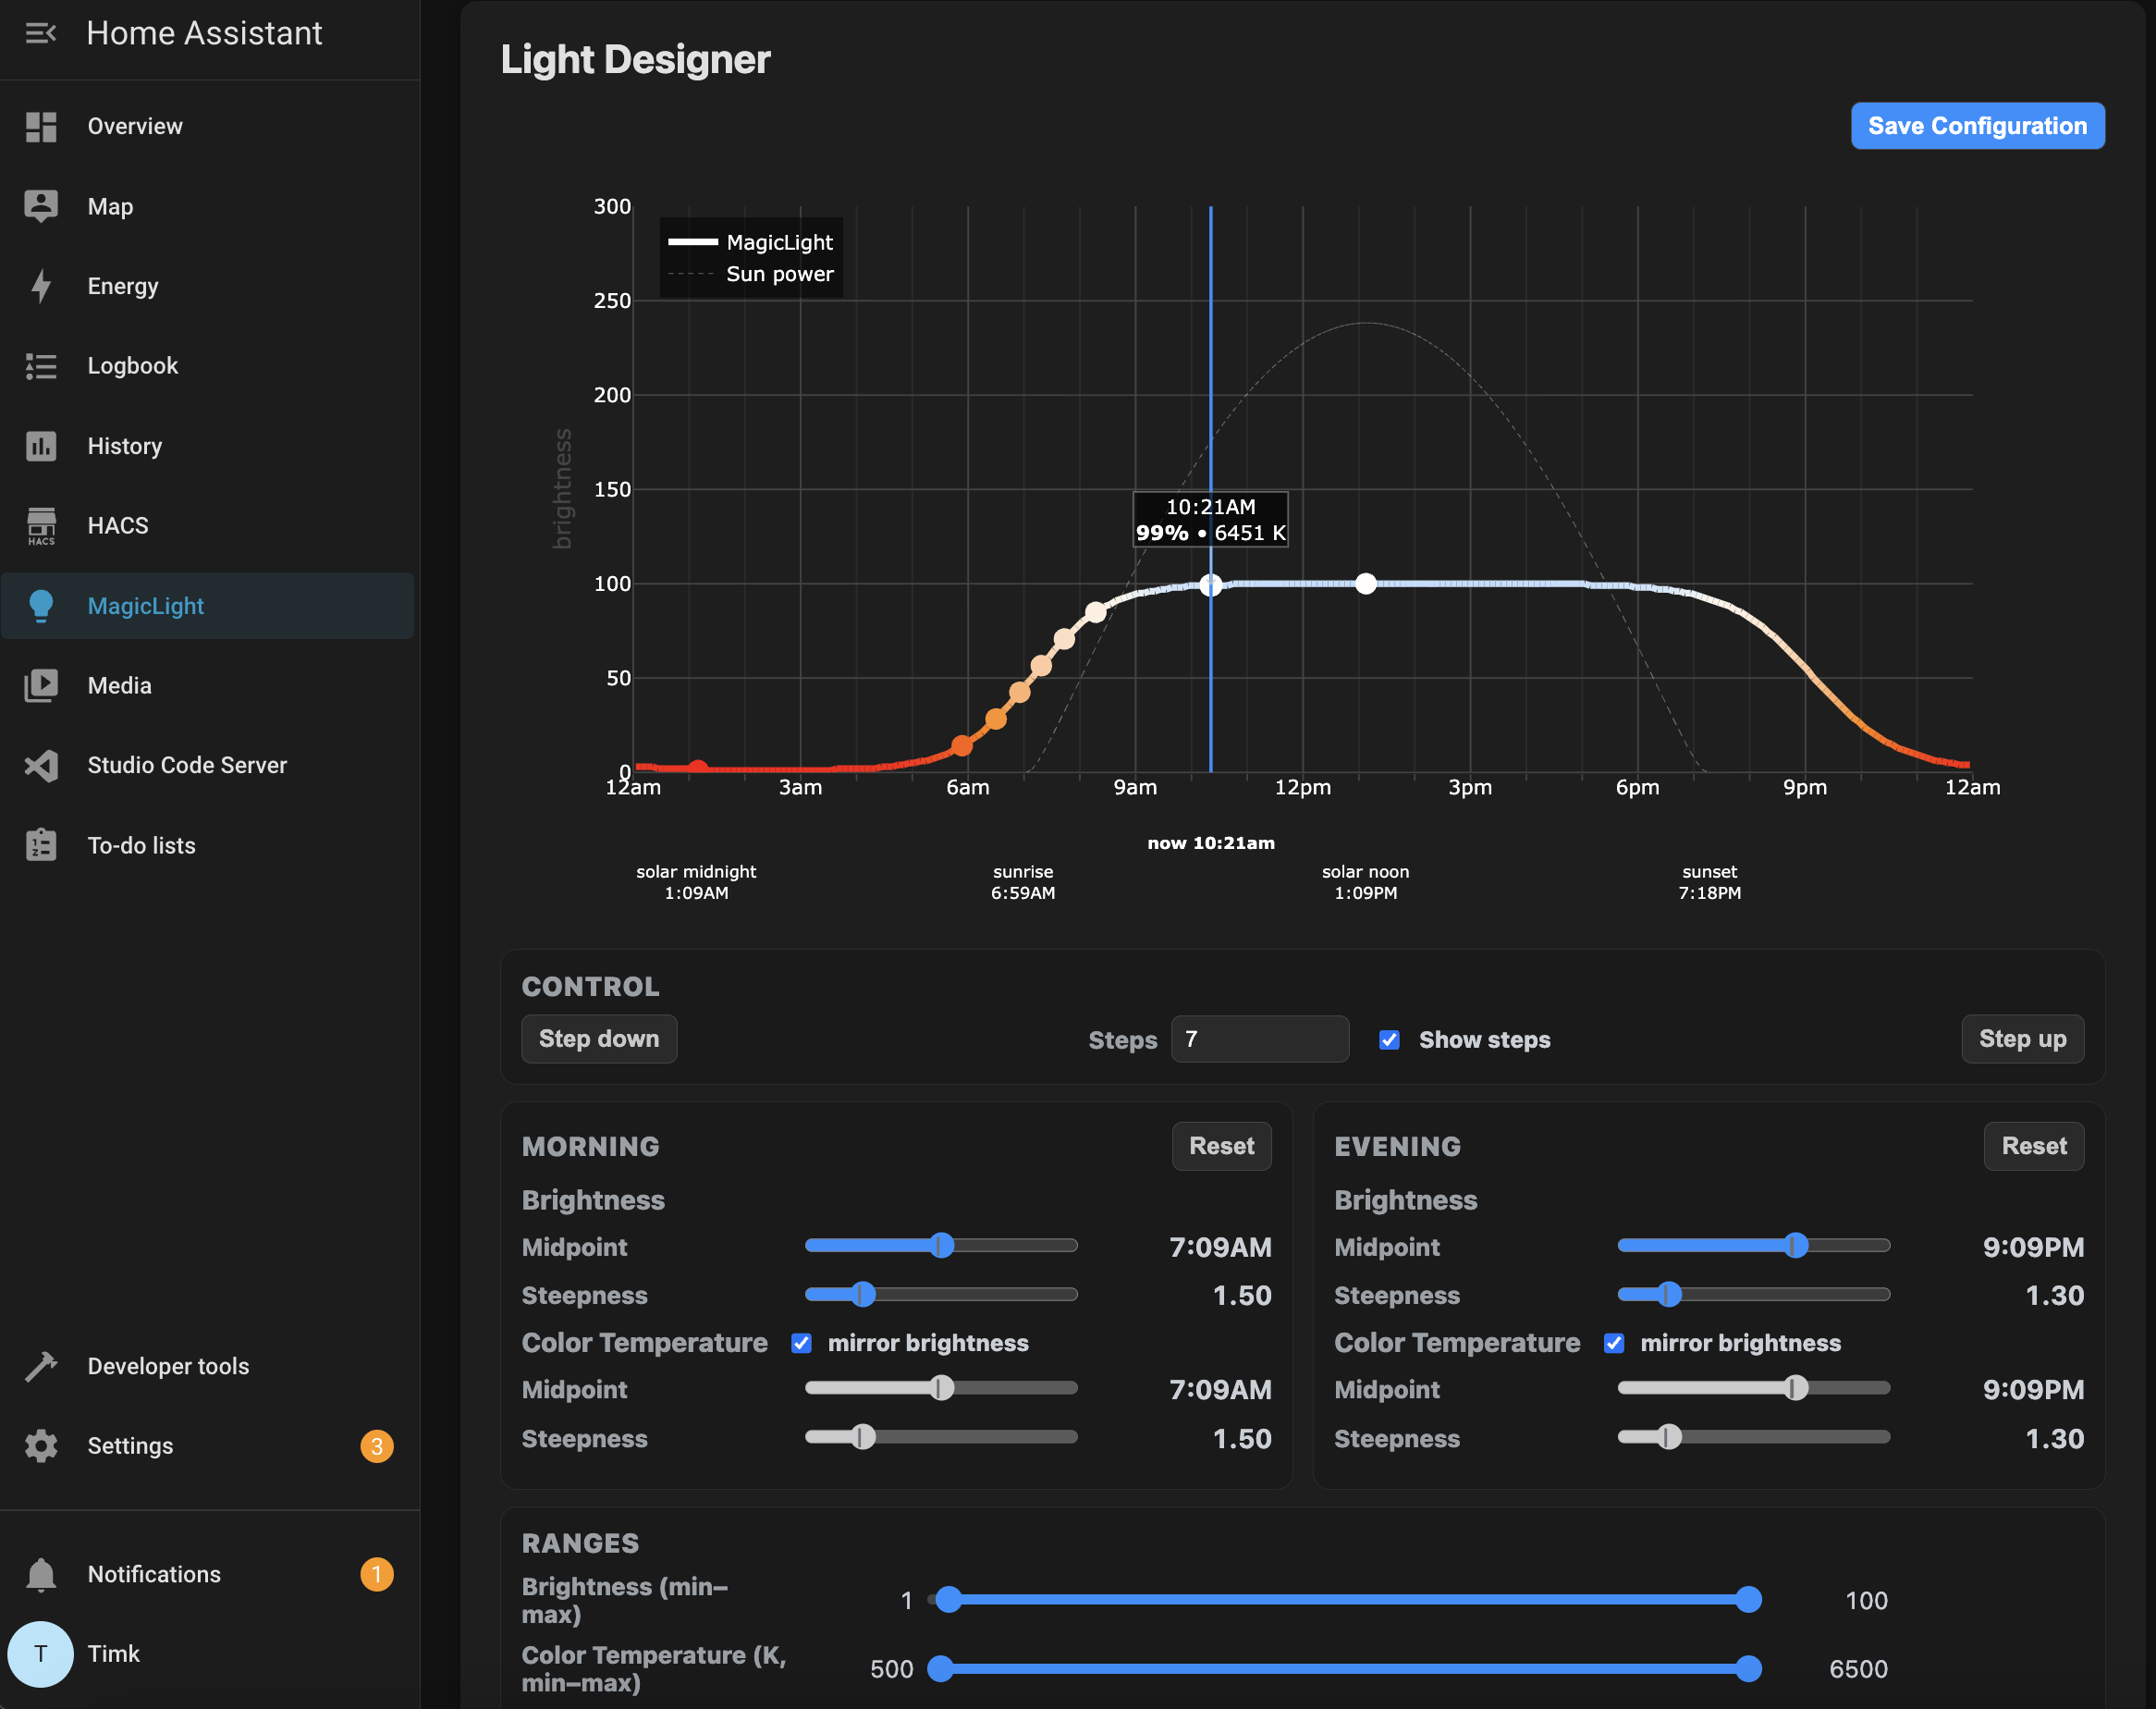 Home Assistant
Overview
Map
Energy
Logbook
History
HACS
HACS
MagicLight
Media
Studio Code Server
To-do lists
Developer tools
Settings
3
Notifications
1
T
Timk
Light Designer
Save Configuration
MagicLight
Sun power
300
250
200
150
100
50
0
brightness
10:21AM
99% • 6451 K
12am 3am 6am 9am 12pm 3pm 6pm 9pm 12am
now 10:21am
solar midnight
1:09AM
sunrise
6:59AM
solar noon
1:09PM
sunset
7:18PM
CONTROL
Step down Steps 7 Show steps Step up
MORNING Reset
Brightness
Midpoint 7:09AM
Steepness 1.50
Color Temperature mirror brightness
Midpoint 7:09AM
Steepness 1.50
EVENING Reset
Brightness
Midpoint 9:09PM
Steepness 1.30
Color Temperature mirror brightness
Midpoint 9:09PM
Steepness 1.30
RANGES
Brightness (min–
max)
1 100
Color Temperature (K,
min–max)
500 6500